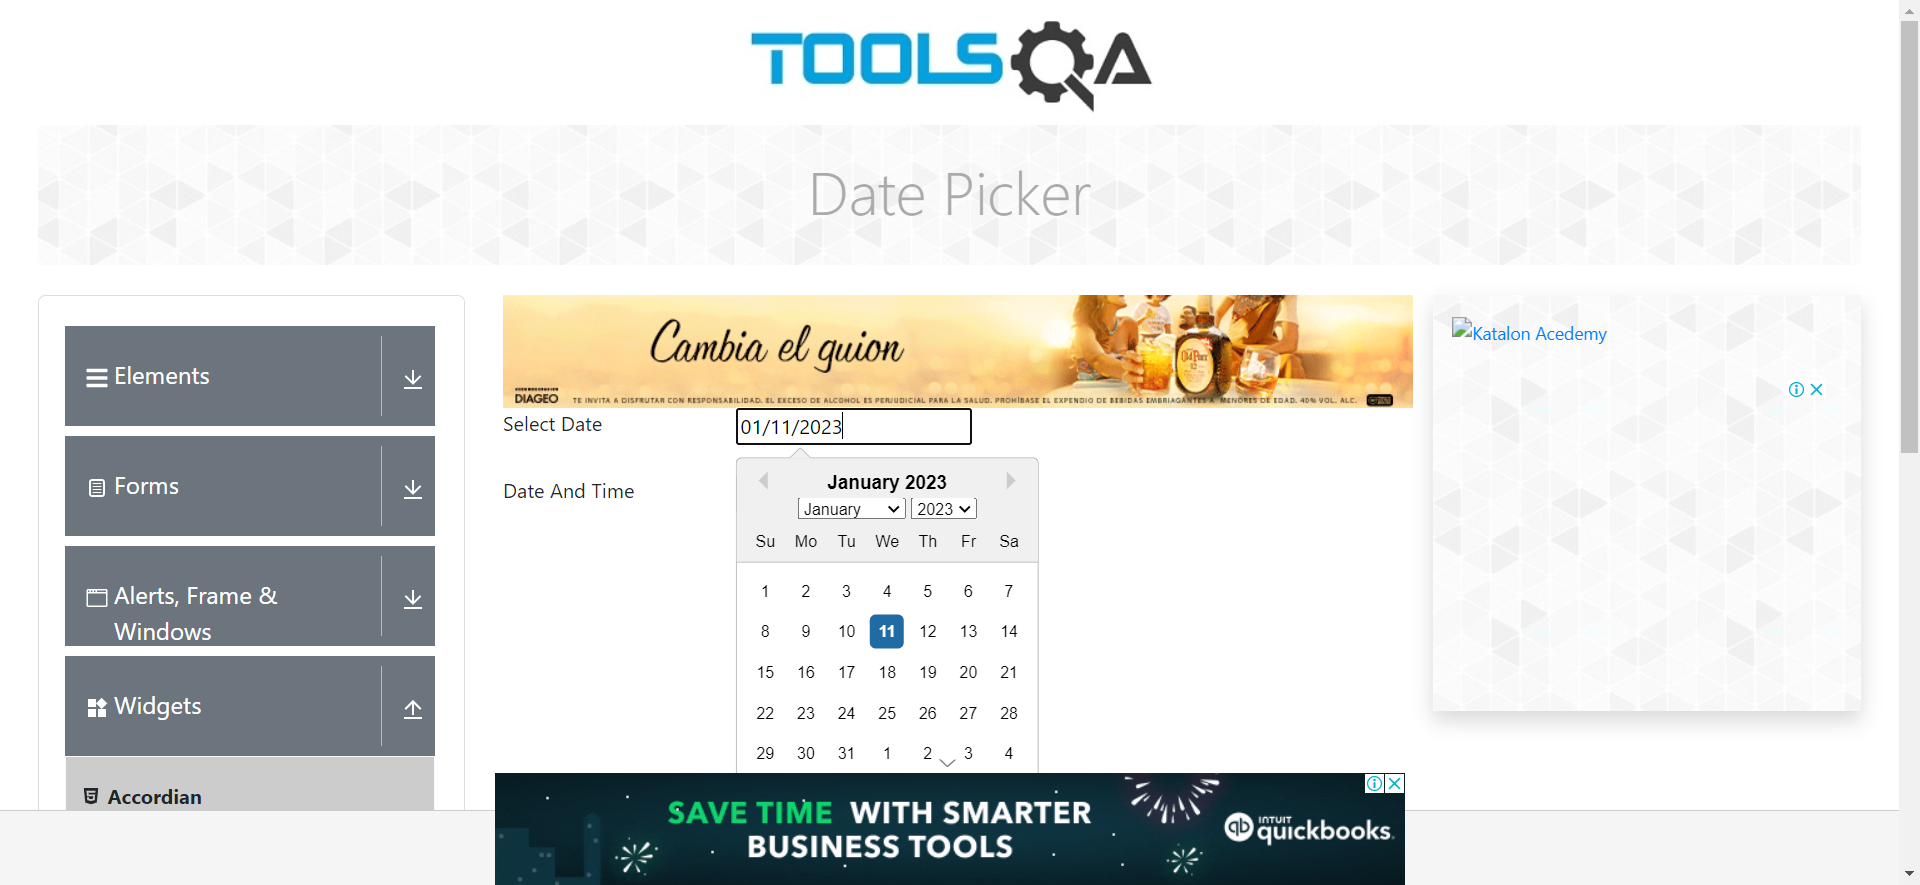 TOOLSQA
Date Picker
Elements
Forms
Alerts, Frame &
Windows
Widgets
Accordian
Cambia el guion
Old Parr
12
DIAGEO TE INVITA A DISFRUTAR CON RESPONSABILIDAD. EL EXCESO DE ALCOHOL ES PERJUDICIAL PARA LA SALUD. PROHÍBASE EL EXPENDIO DE BEBIDAS EMBRIAGANTES A MENORES DE EDAD. 40% VOL. ALC.
Select Date
01/11/2023
Date And Time
January 2023
January 2023
Su Mo Tu We Th Fr Sa
1 2 3 4 5 6 7
8 9 10 11 12 13 14
15 16 17 18 19 20 21
22 23 24 25 26 27 28
29 30 31 1 2 3 4
Katalon Acedemy
SAVE TIME WITH SMARTER
BUSINESS TOOLS
qb INTUIT
quickbooks.